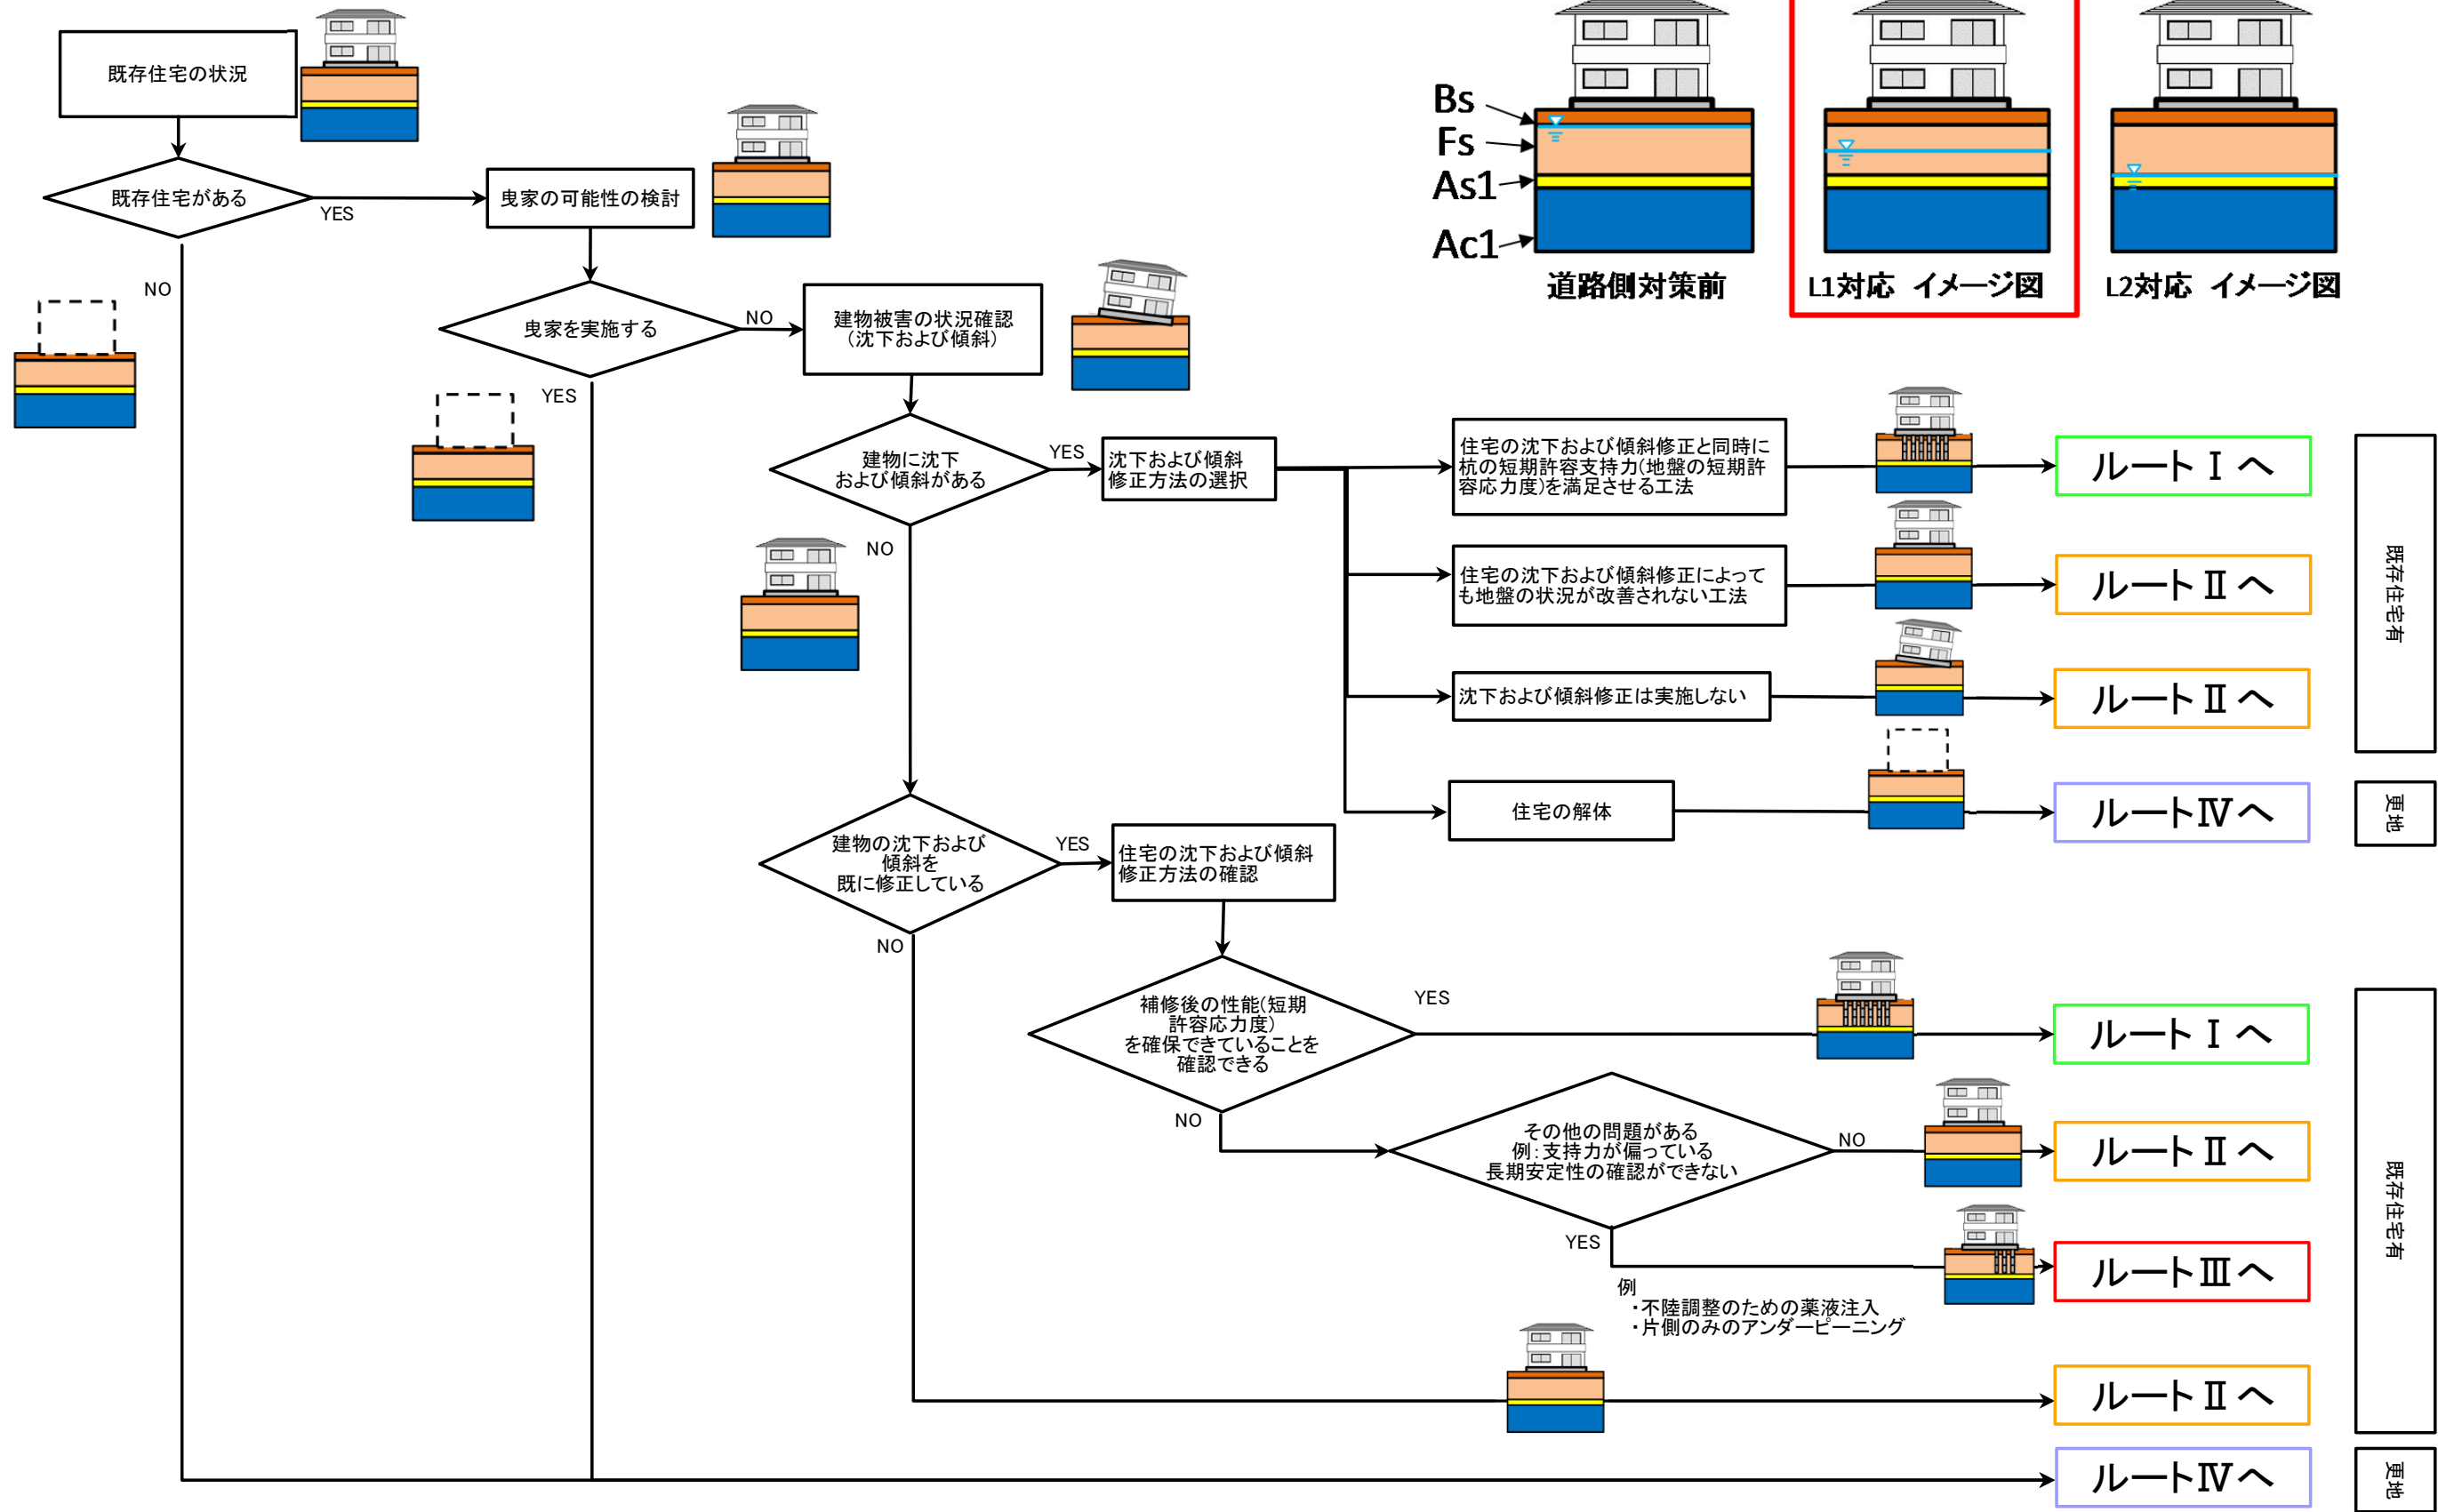 既存住宅の状況
既存住宅がある
YES
NO
曳家の可能性の検討
曳家を実施する
NO
YES
建物被害の状況確認
(沈下および傾斜)
建物に沈下
および傾斜がある
YES
NO
沈下および傾斜
修正方法の選択
Bs
Fs
As1
Ac1
道路側対策前
L1対応 イメージ図
L2対応 イメージ図
住宅の沈下および傾斜修正と同時に
杭の短期許容支持力(地盤の短期許
容応力度)を満足させる工法
ルート Ⅰ へ
住宅の沈下および傾斜修正によって
も地盤の状況が改善されない工法
ルート Ⅱ へ
沈下および傾斜修正は実施しない
ルート Ⅱ へ
既存住宅有
住宅の解体
ルートⅣへ
更地
建物の沈下および
傾斜を
既に修正している
YES
NO
住宅の沈下および傾斜
修正方法の確認
補修後の性能(短期
許容応力度)
を確保できていることを
確認できる
YES
NO
ルート Ⅰ へ
その他の問題がある
例:支持力が偏っている
長期安定性の確認ができない
NO
YES
ルート Ⅱ へ
ルートⅢへ
例
・不陸調整のための薬液注入
・片側のみのアンダーピーニング
ルート Ⅱ へ
既存住宅有
ルートⅣへ
更地